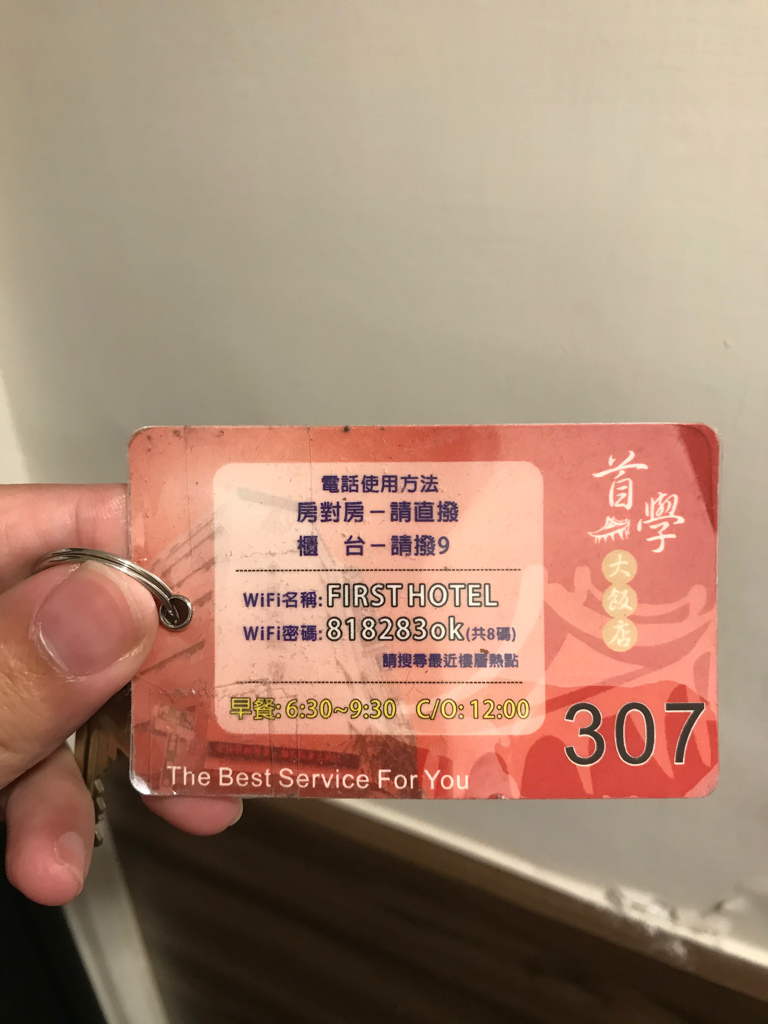 電話使用方法
房對房－請直撥
櫃　台－請撥9
WiFi名稱:FIRST HOTEL
WiFi密碼:818283ok(共8碼)
請搜尋最近樓層熱點
早餐:6:30~9:30 C/O:12:00
The Best Service For You
首學
大飯店
307